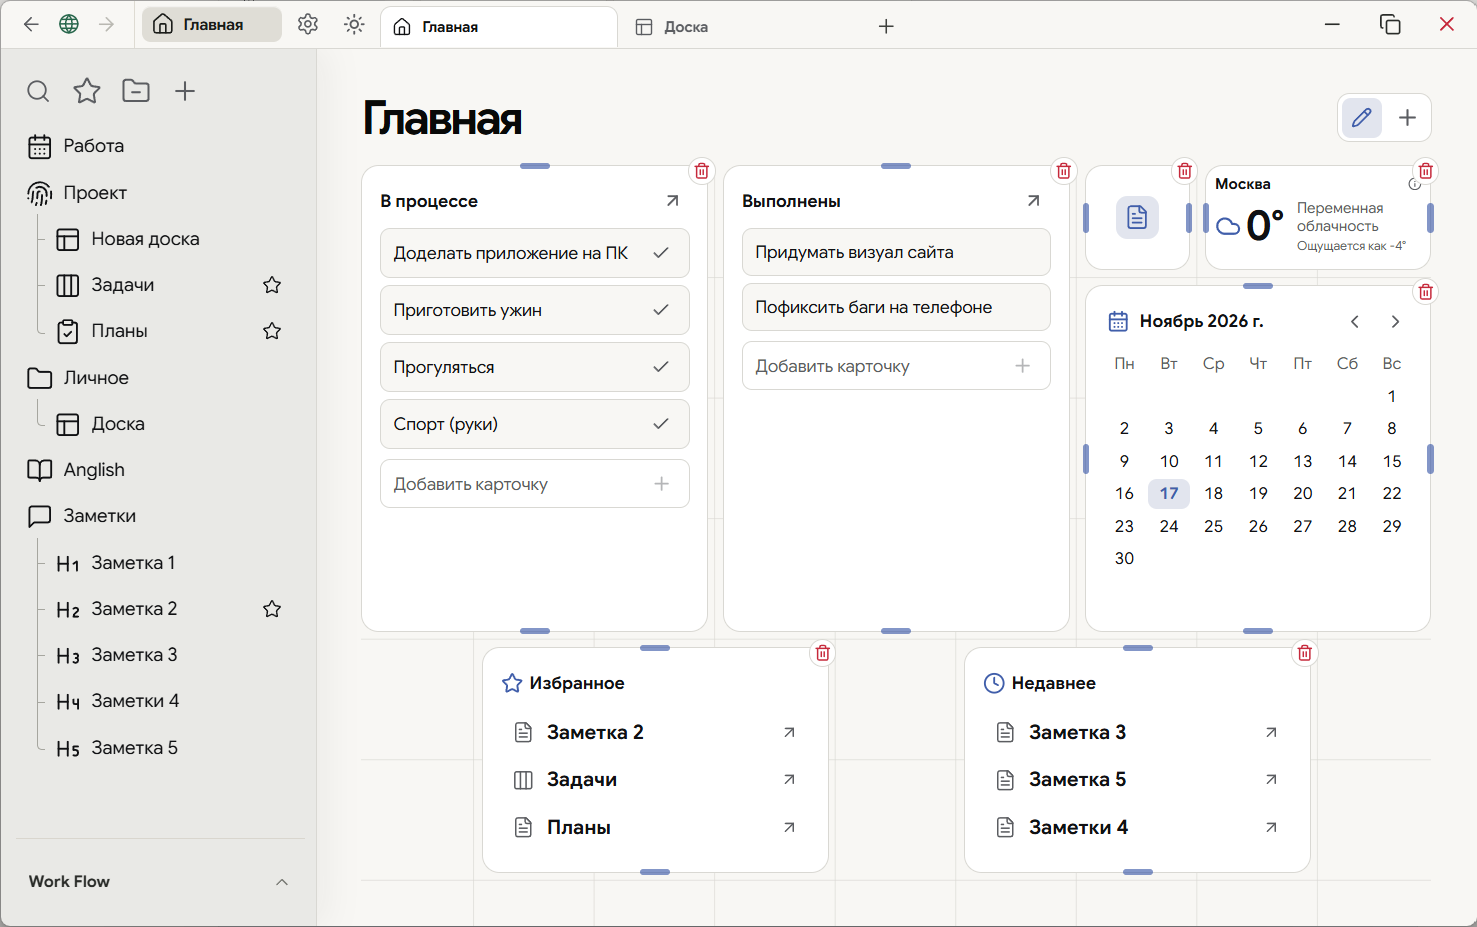 Главная
Главная
Доска
Работа
Проект
Новая доска
Задачи
Планы
Личное
Доска
Anglish
Заметки
H1 Заметка 1
H2 Заметка 2
H3 Заметка 3
H4 Заметки 4
H5 Заметка 5
Work Flow
Главная
В процессе
Доделать приложение на ПК
Приготовить ужин
Прогуляться
Спорт (руки)
Добавить карточку
Выполнены
Придумать визуал сайта
Пофиксить баги на телефоне
Добавить карточку
Москва
0°
Переменная
облачность
Ощущается как -4°
Ноябрь 2026 г.
Пн Вт Ср Чт Пт Сб Вс
1
2 3 4 5 6 7 8
9 10 11 12 13 14 15
16 17 18 19 20 21 22
23 24 25 26 27 28 29
30
Избранное
Заметка 2
Задачи
Планы
Недавнее
Заметка 3
Заметка 5
Заметки 4